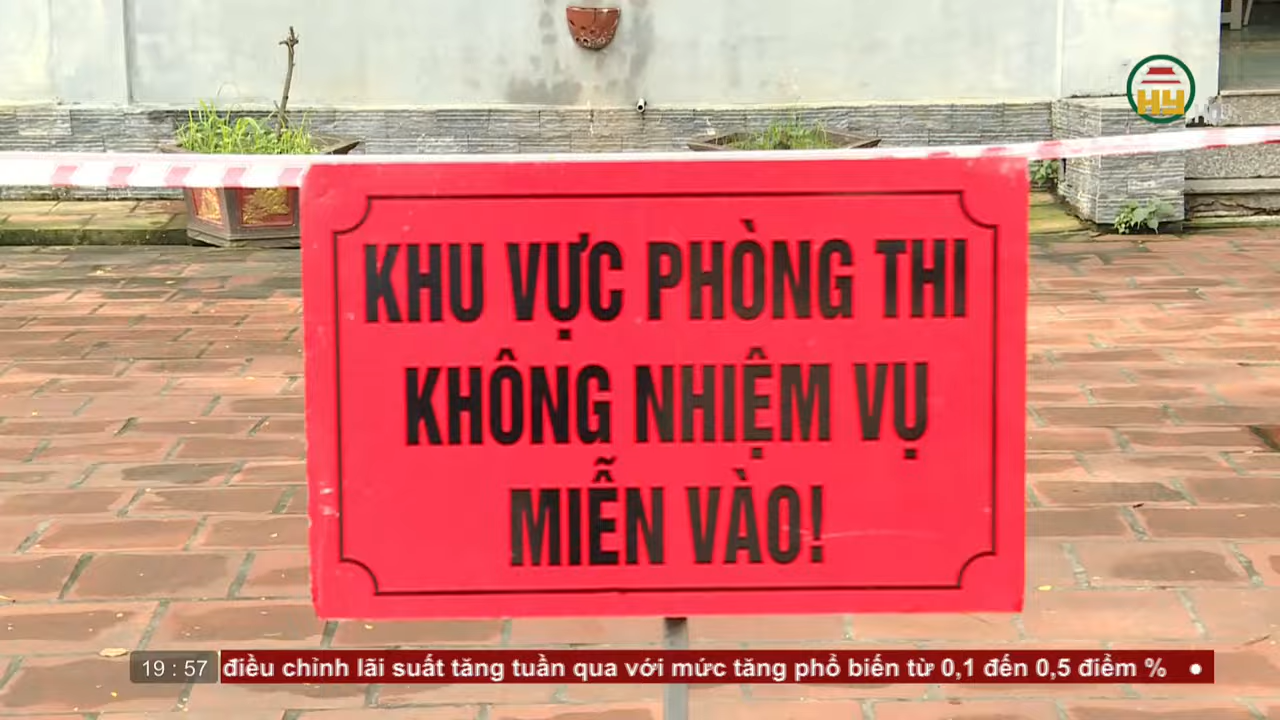 HY
KHU VỰC PHÒNG THI
KHÔNG NHIỆM VỤ
MIỄN VÀO!
19 : 57 điều chỉnh lãi suất tăng tuần qua với mức tăng phổ biến từ 0,1 đến 0,5 điểm % •